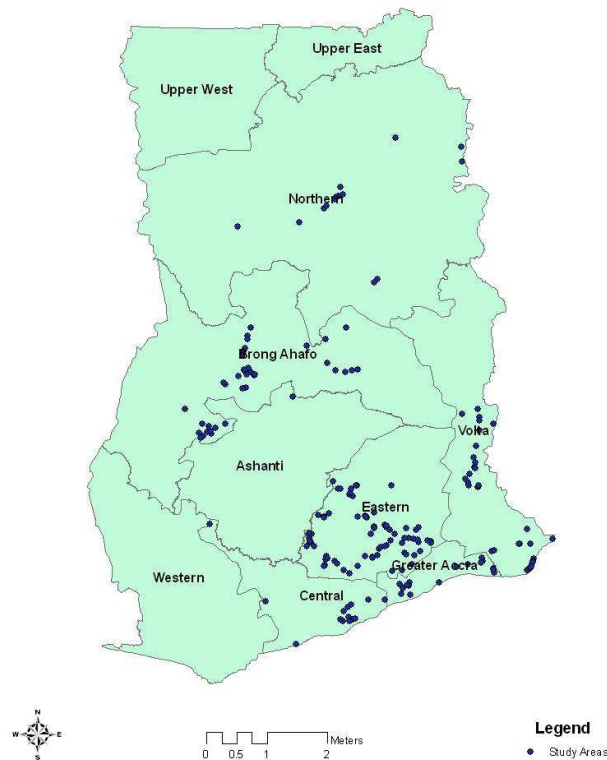 Upper East
Upper West
Northern
Brong Ahafo
Volta
Ashanti
Eastern
Western
Central
Greater Accra
N
W E
S
Meters
0 0.5 1 2
Legend
Study Areas